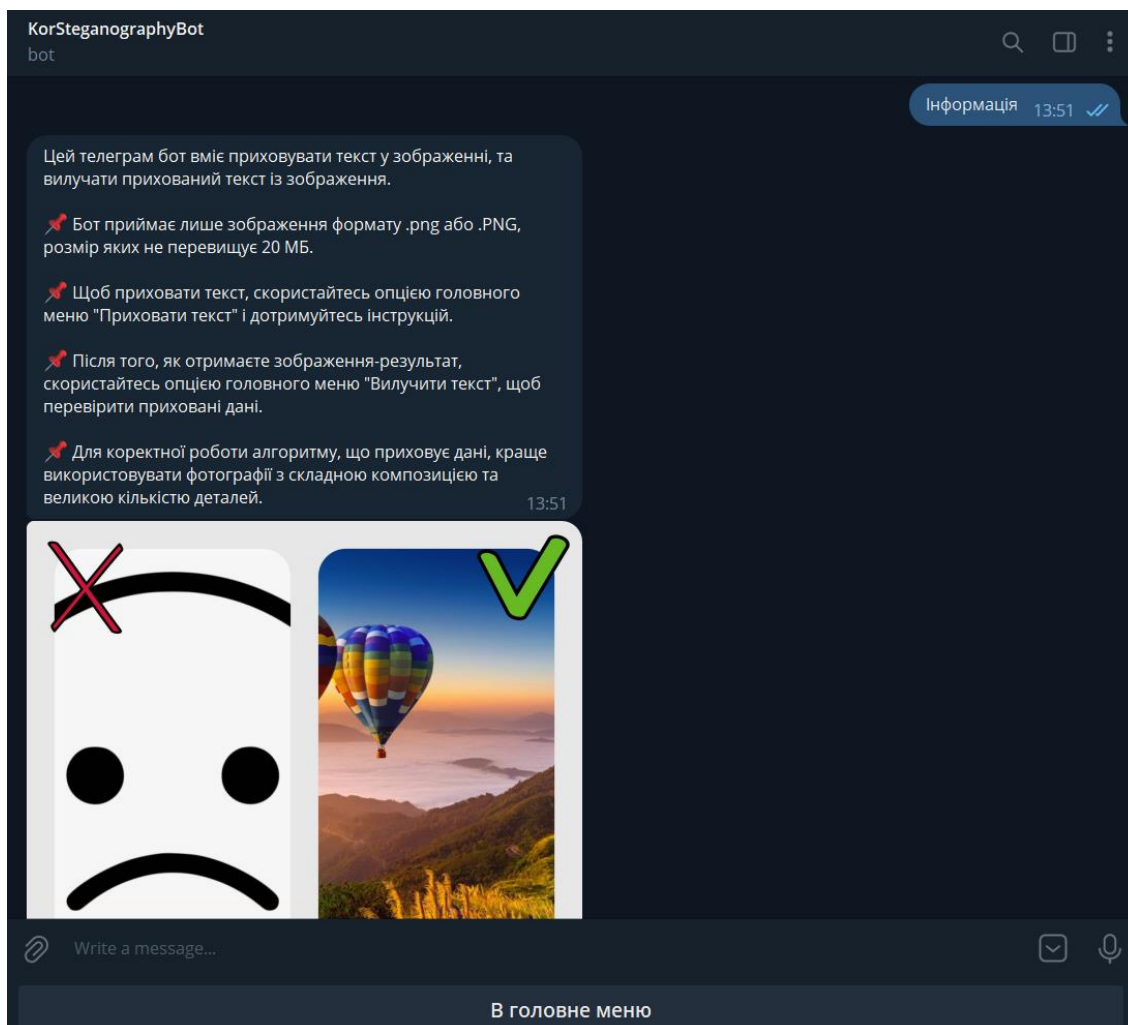 KorSteganographyBot
bot
Інформація 13:51
Цей телеграм бот вміє приховувати текст у зображенні, та
вилучати прихований текст із зображення.
📌 Бот приймає лише зображення формату .png або .PNG,
розмір яких не перевищує 20 МБ.
📌 Щоб приховати текст, скористайтесь опцією головного
меню "Приховати текст" і дотримуйтесь інструкцій.
📌 Після того, як отримаєте зображення-результат,
скористайтесь опцією головного меню "Вилучити текст", щоб
перевірити приховані дані.
📌 Для коректної роботи алгоритму, що приховує дані, краще
використовувати фотографії з складною композицією та
великою кількістю деталей. 13:51
Write a message...
В головне меню